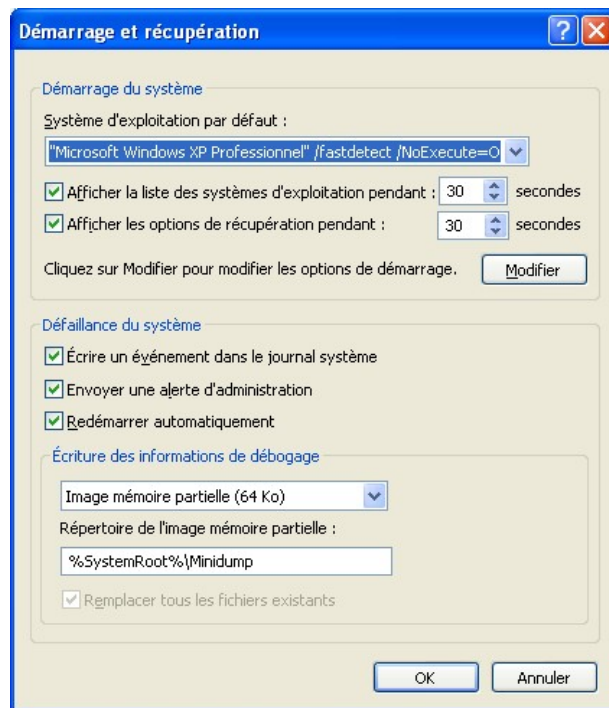 Démarrage et récupération
Démarrage du système
Système d'exploitation par défaut :
"Microsoft Windows XP Professionnel" /fastdetect /NoExecute=O
Afficher la liste des systèmes d'exploitation pendant : 30 secondes
Afficher les options de récupération pendant : 30 secondes
Cliquez sur Modifier pour modifier les options de démarrage. Modifier
Défaillance du système
Écrire un événement dans le journal système
Envoyer une alerte d'administration
Redémarrer automatiquement
Écriture des informations de débogage
Image mémoire partielle (64 Ko)
Répertoire de l'image mémoire partielle :
%SystemRoot%\Minidump
Remplacer tous les fichiers existants
OK Annuler